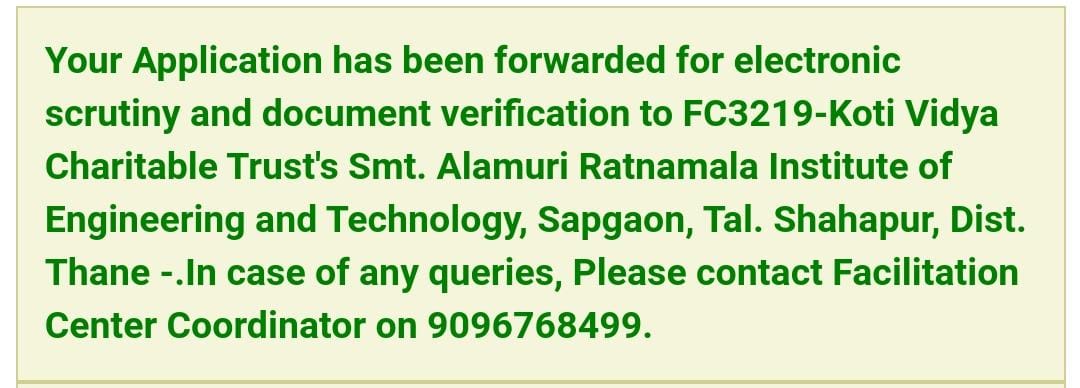 Your Application has been forwarded for electronic
scrutiny and document verification to FC3219-Koti Vidya
Charitable Trust's Smt. Alamuri Ratnamala Institute of
Engineering and Technology, Sapgaon, Tal. Shahapur, Dist.
Thane -.In case of any queries, Please contact Facilitation
Center Coordinator on 9096768499.